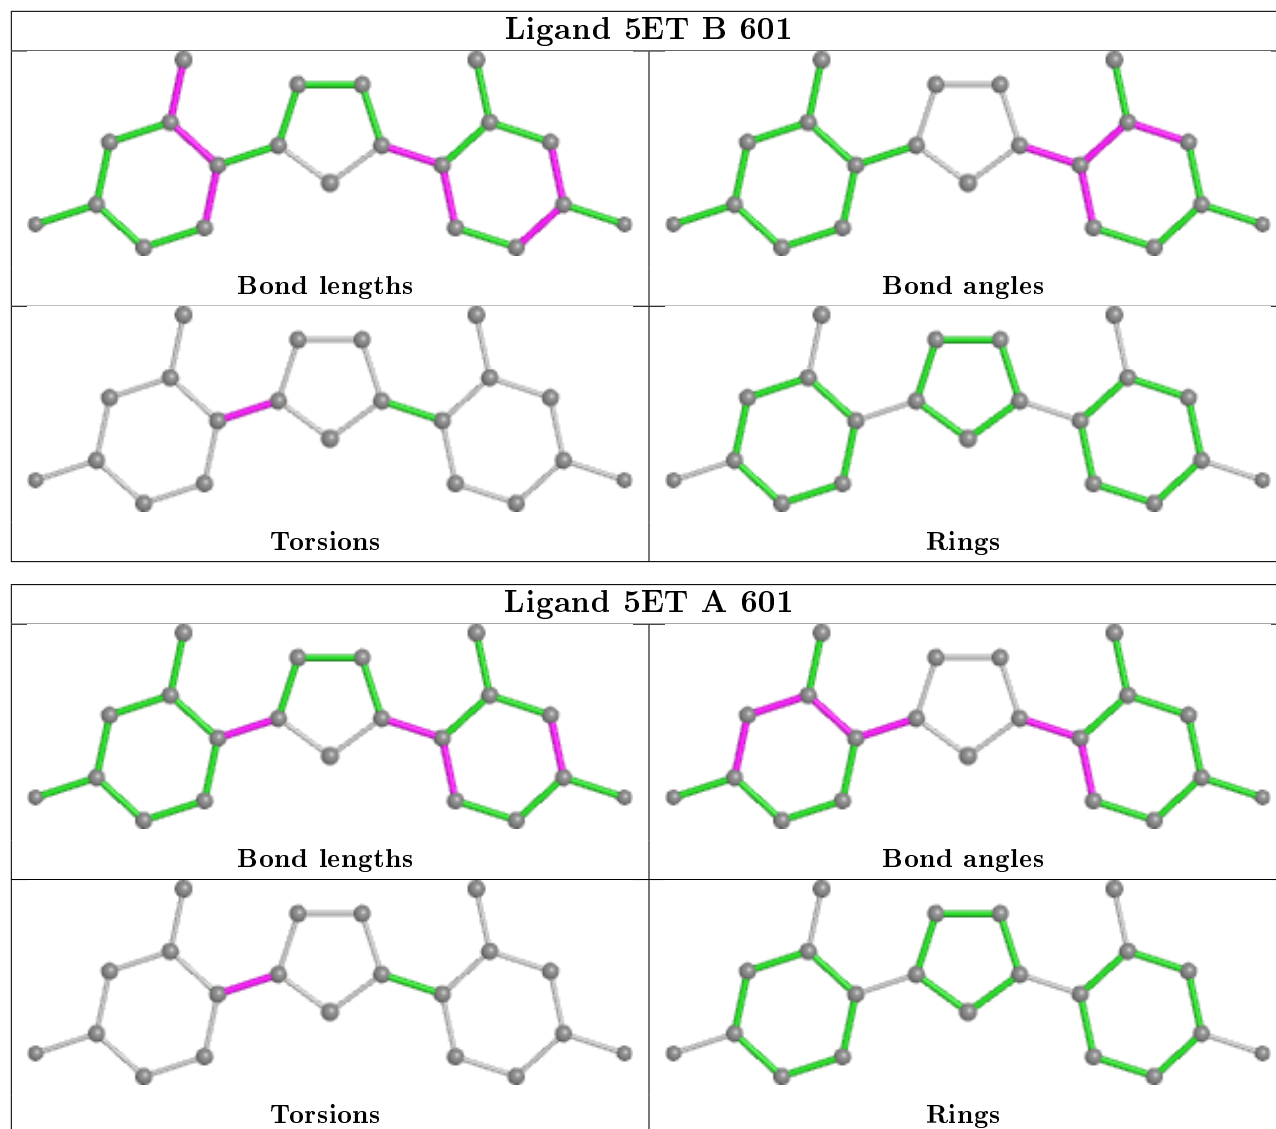 Ligand 5ET B 601
Bond lengths
Bond angles
Torsions
Rings
Ligand 5ET A 601
Bond lengths
Bond angles
Torsions
Rings